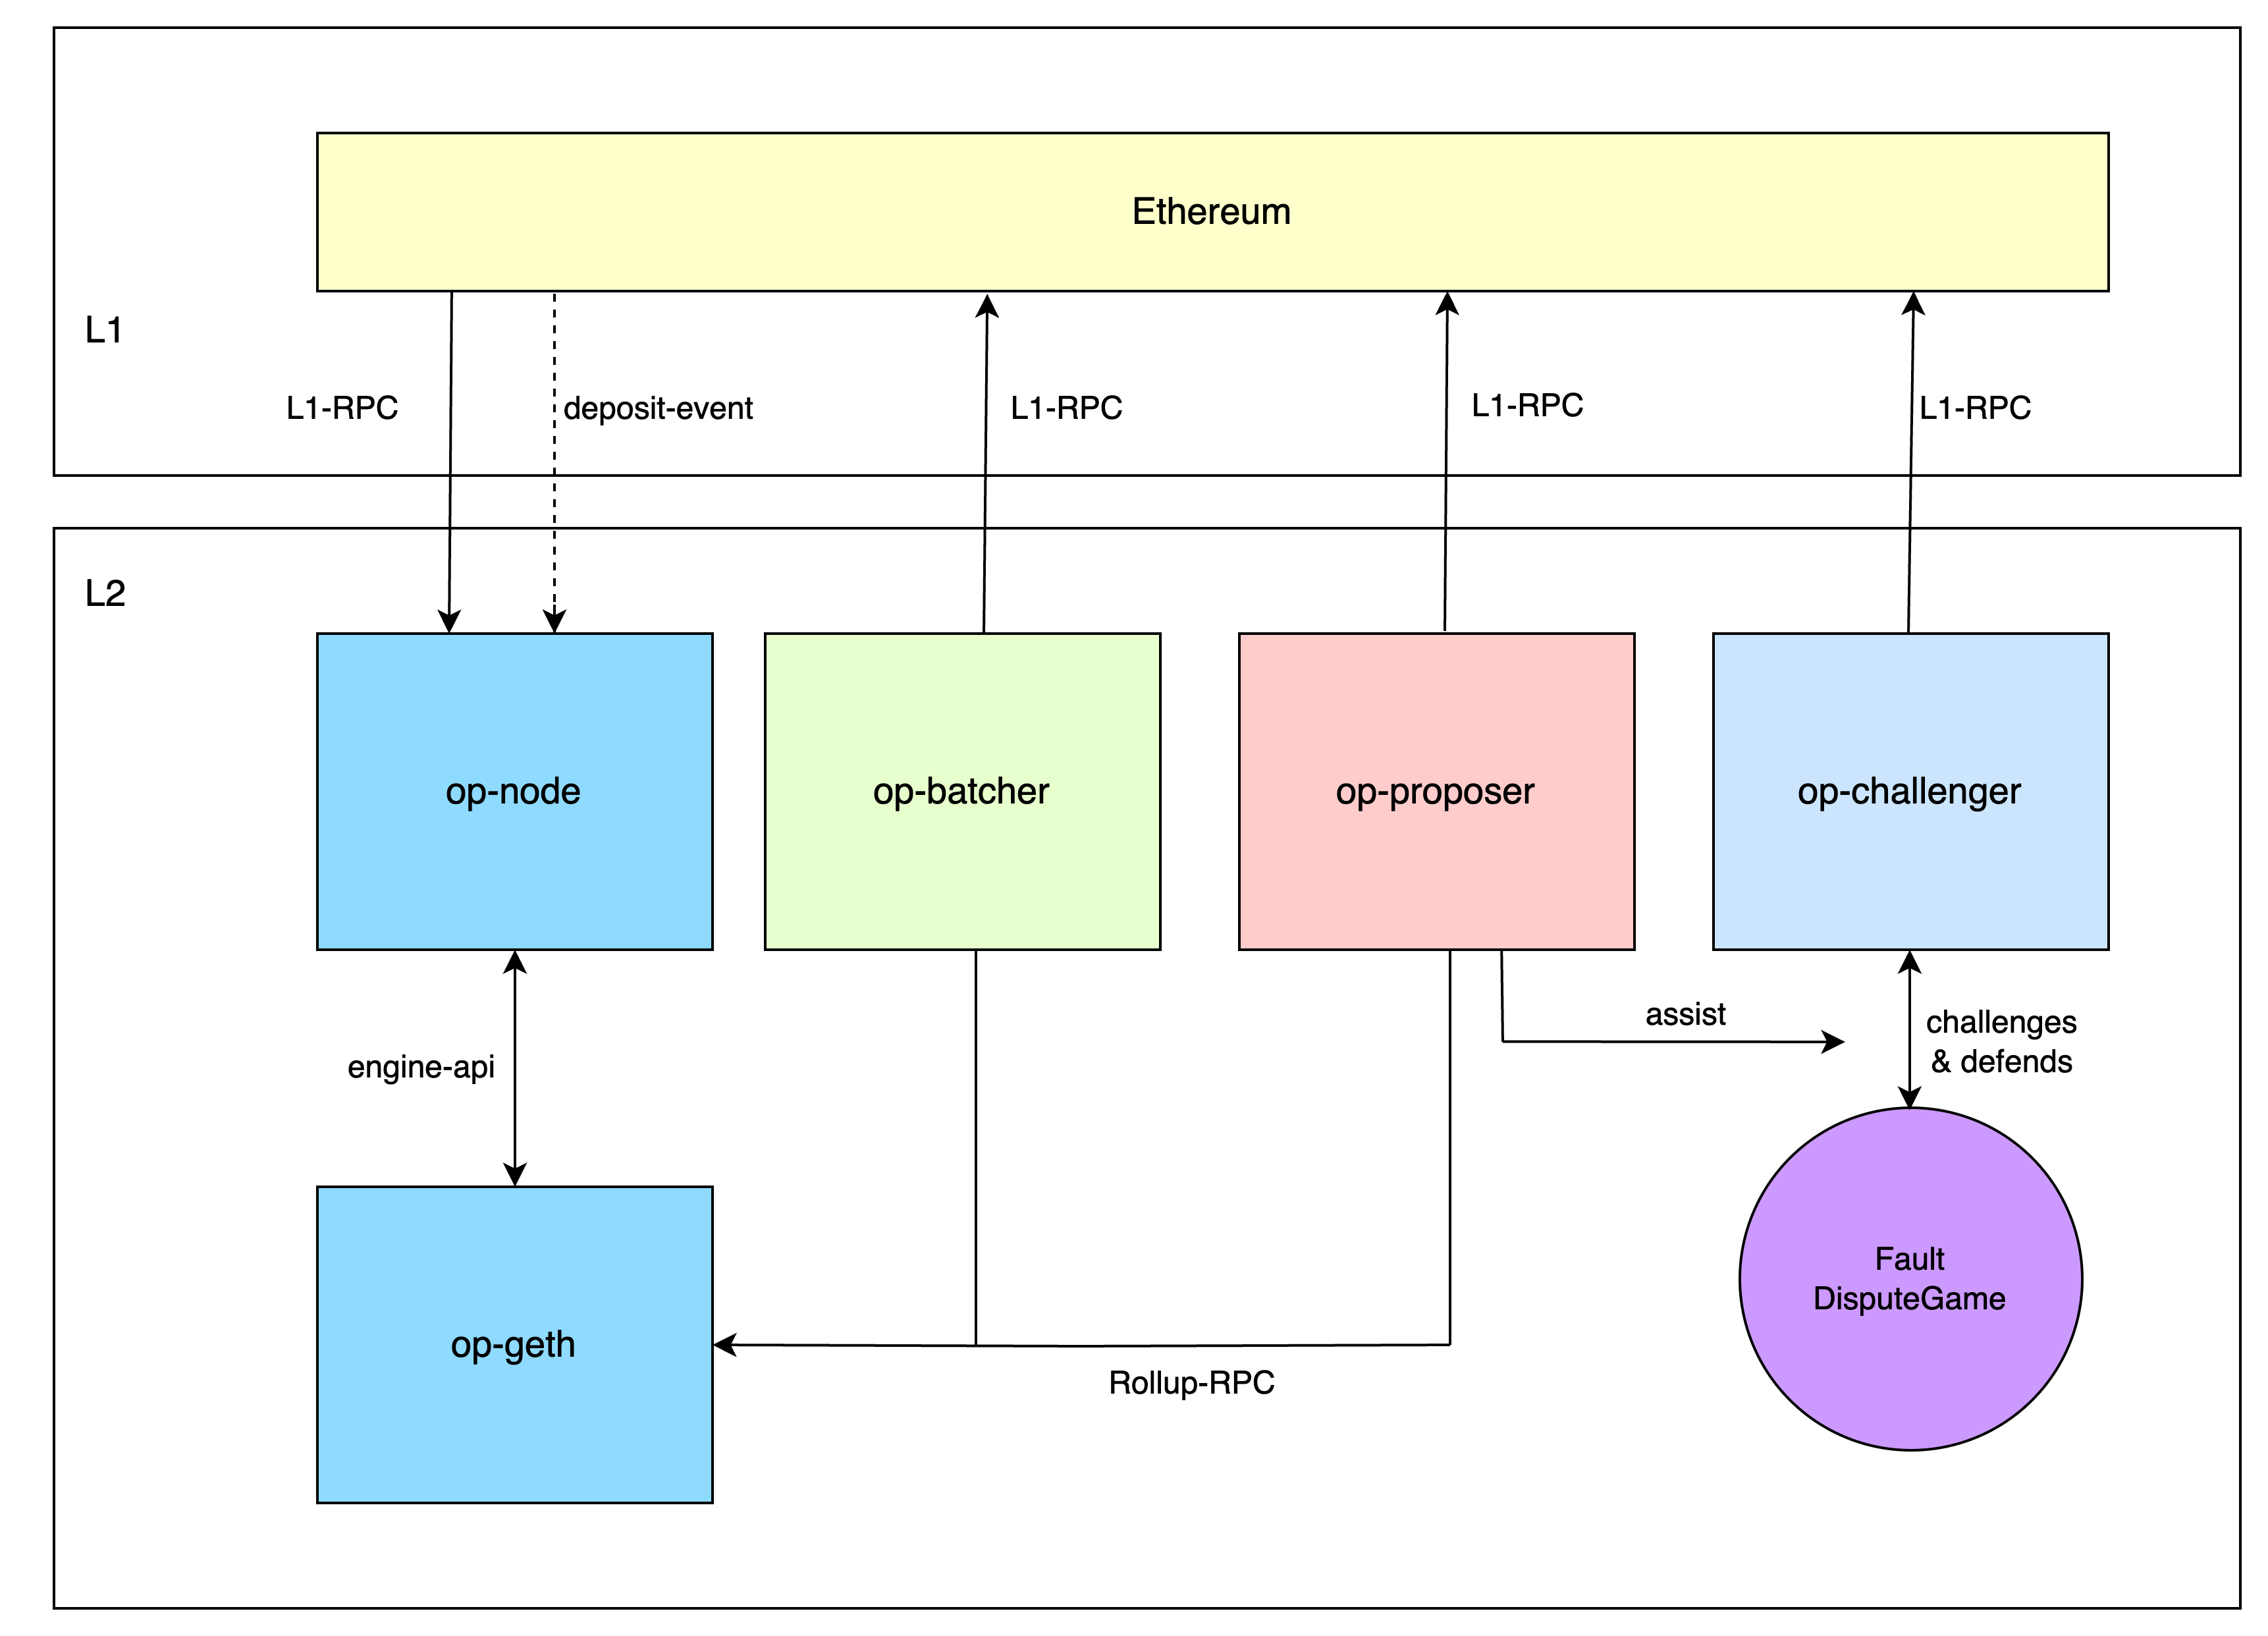 Ethereum
L1
L1-RPC
deposit-event
L1-RPC
L1-RPC
L1-RPC
L2
op-node
op-batcher
op-proposer
op-challenger
engine-api
assist
challenges
& defends
op-geth
Rollup-RPC
Fault
DisputeGame